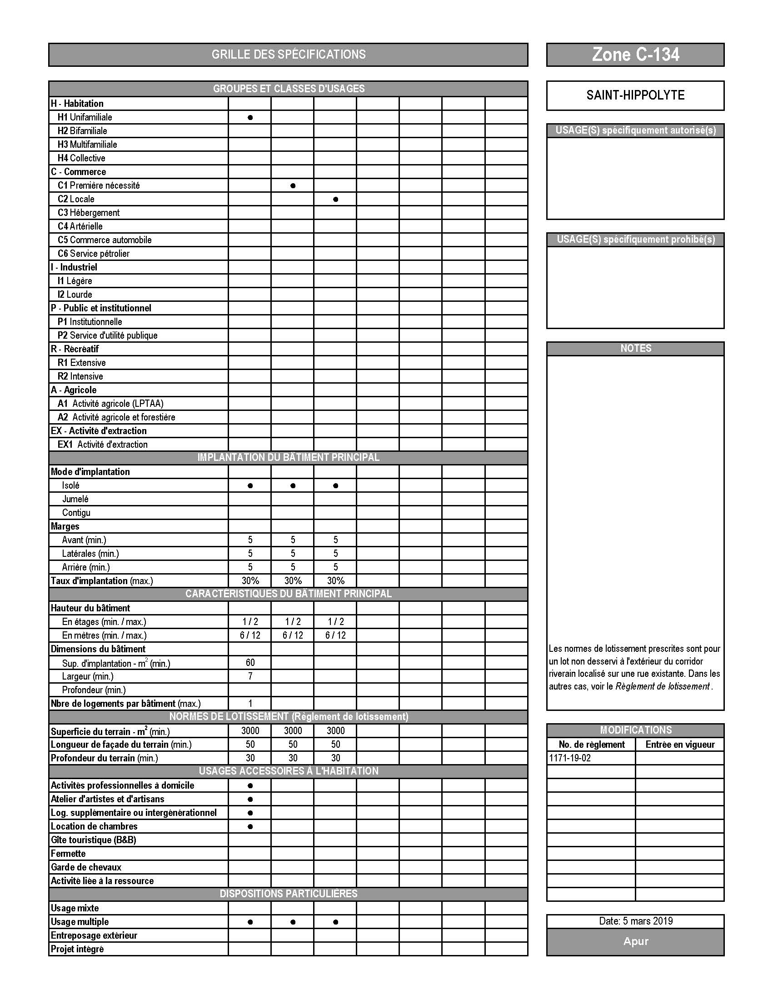 GRILLE DES SPÉCIFICATIONS
Zone C-134
GROUPES ET CLASSES D'USAGES
H - Habitation
H1 Unifamiliale ●
H2 Bifamiliale
H3 Multifamiliale
H4 Collective
C - Commerce
C1 Première nécessité ●
C2 Locale ●
C3 Hébergement
C4 Artérielle
C5 Commerce automobile
C6 Service pétrolier
I - Industriel
I1 Légère
I2 Lourde
P - Public et institutionnel
P1 Institutionnelle
P2 Service d'utilité publique
R - Récréatif
R1 Extensive
R2 Intensive
A - Agricole
A1 Activité agricole (LPTAA)
A2 Activité agricole et forestière
EX - Activité d'extraction
EX1 Activité d'extraction
IMPLANTATION DU BÂTIMENT PRINCIPAL
Mode d'implantation
Isolé ● ● ●
Jumelé
Contigu
Marges
Avant (min.) 5 5 5
Latérales (min.) 5 5 5
Arrière (min.) 5 5 5
Taux d'implantation (max.) 30% 30% 30%
CARACTÉRISTIQUES DU BÂTIMENT PRINCIPAL
Hauteur du bâtiment
En étages (min. / max.) 1 / 2 1 / 2 1 / 2
En mètres (min. / max.) 6 / 12 6 / 12 6 / 12
Dimensions du bâtiment
Sup. d'implantation - m² (min.) 60
Largeur (min.) 7
Profondeur (min.)
Nbre de logements par bâtiment (max.) 1
NORMES DE LOTISSEMENT (Règlement de lotissement)
Superficie du terrain - m² (min.) 3000 3000 3000
Longueur de façade du terrain (min.) 50 50 50
Profondeur du terrain (min.) 30 30 30
USAGES ACCESSOIRES À L'HABITATION
Activités professionnelles à domicile ●
Atelier d'artistes et d'artisans ●
Log. supplémentaire ou intergénérationnel ●
Location de chambres ●
Gîte touristique (B&B)
Fermette
Garde de chevaux
Activité liée à la ressource
DISPOSITIONS PARTICULIÈRES
Usage mixte
Usage multiple ● ● ●
Entreposage extérieur
Projet intégré
SAINT-HIPPOLYTE
USAGE(S) spécifiquement autorisé(s)
USAGE(S) spécifiquement prohibé(s)
NOTES
Les normes de lotissement prescrites sont pour
un lot non desservi à l'extérieur du corridor
riverain localisé sur une rue existante. Dans les
autres cas, voir le Règlement de lotissement .
MODIFICATIONS
No. de règlement Entrée en vigueur
1171-19-02
Date: 5 mars 2019
Apur